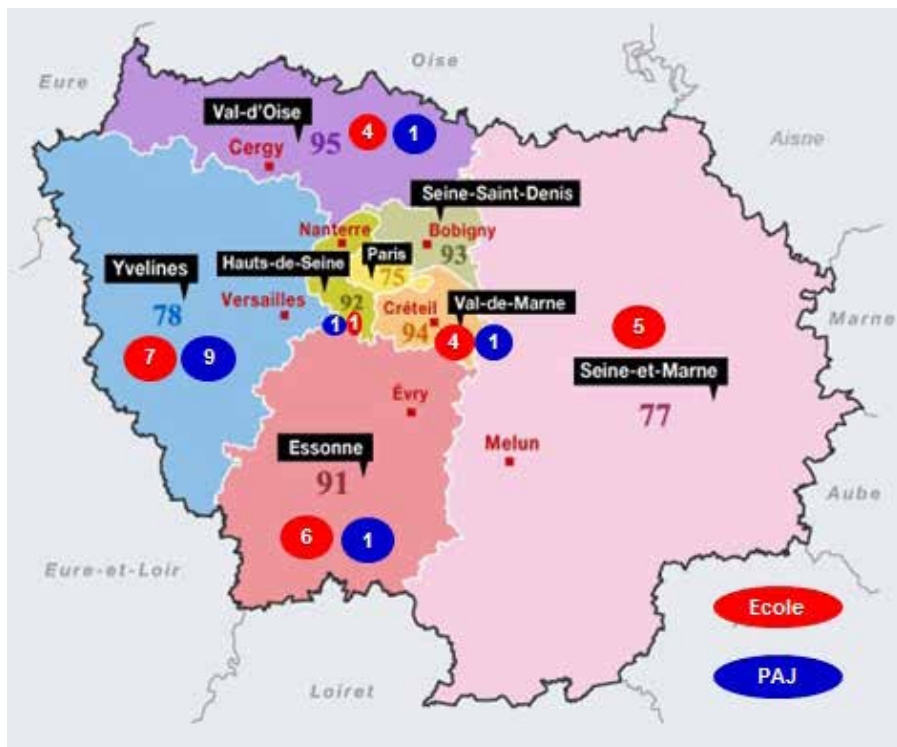 Oise
Eure
Val-d'Oise
95
4
1
Cergy
Aisne
Seine-Saint-Denis
Nanterre
Bobigny
93
Paris
75
Hauts-de-Seine
Yvelines
78
Versailles
92
1
1
Créteil
94
Val-de-Marne
4
1
5
Marne
7
9
Seine-et-Marne
77
Évry
Melun
Essonne
91
6
1
Aube
Eure-et-Loir
Ecole
PAJ
Loiret